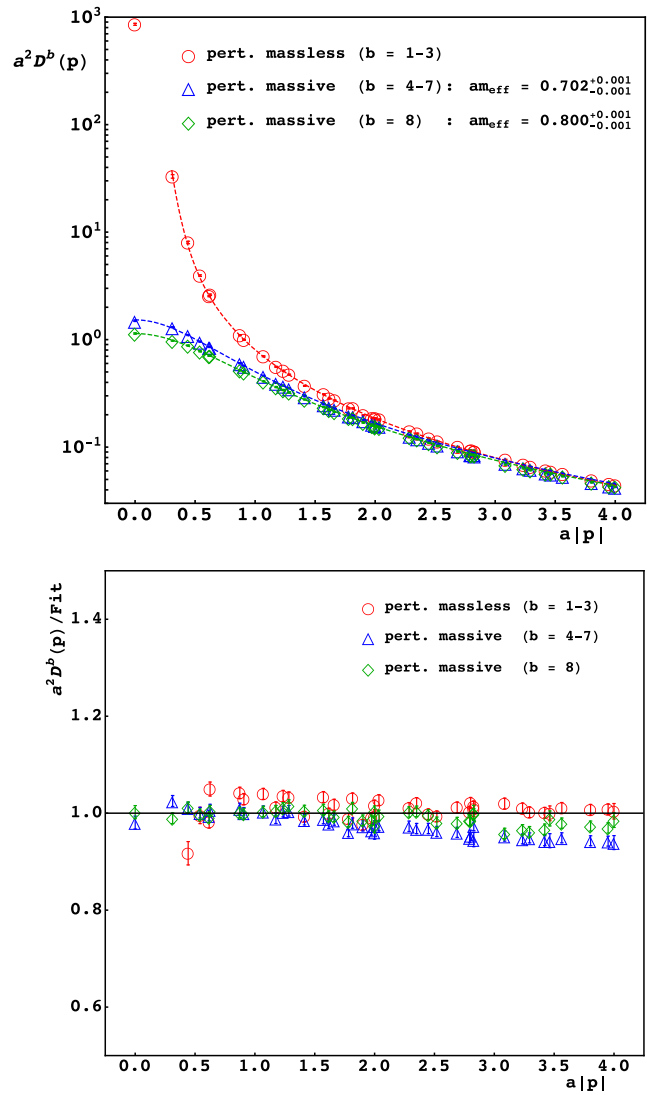 10³
a²Dᵇ(p)
pert. massless (b = 1-3)
pert. massive (b = 4-7): am_eff = 0.702 +0.001 -0.001
pert. massive (b = 8) : am_eff = 0.800 +0.001 -0.001
10²
10¹
10⁰
10⁻¹
0.0 0.5 1.0 1.5 2.0 2.5 3.0 3.5 4.0
a|p|
a²Dᵇ(p)/Fit
1.4
pert. massless (b = 1-3)
pert. massive (b = 4-7)
pert. massive (b = 8)
1.2
1.0
0.8
0.6
0.0 0.5 1.0 1.5 2.0 2.5 3.0 3.5 4.0
a|p|